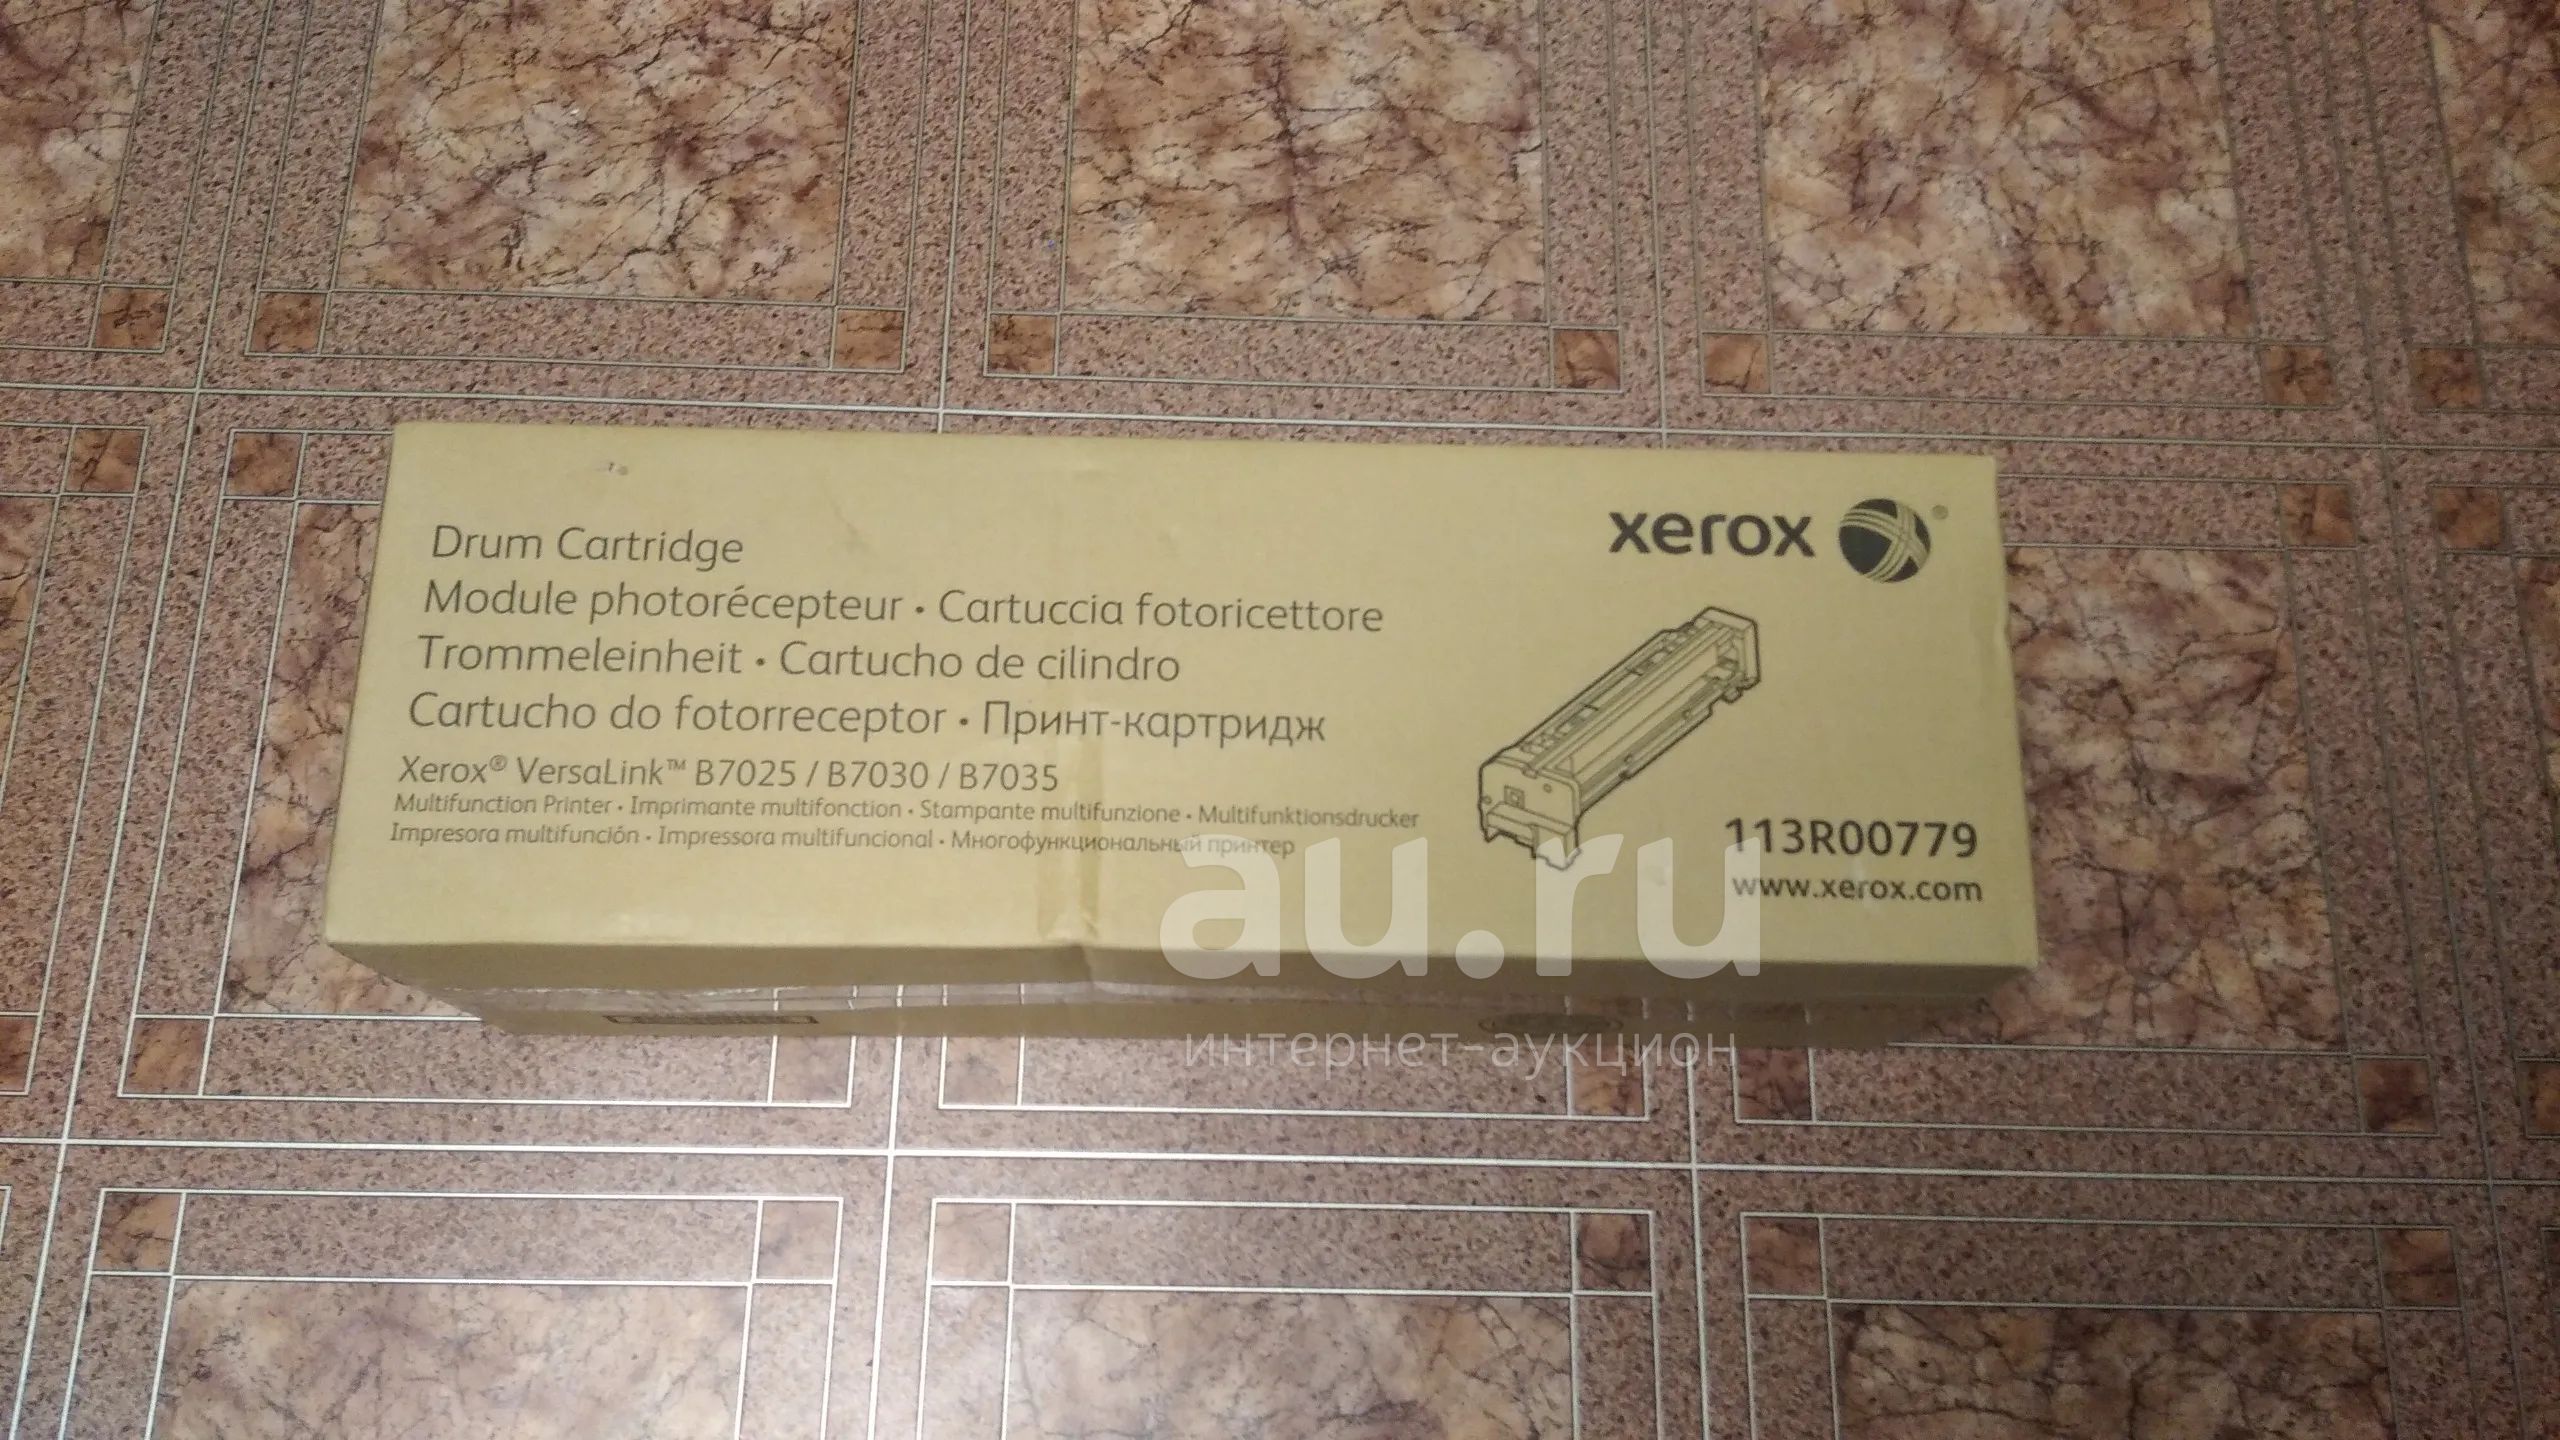 xerox ®
Drum Cartridge
Module photorécepteur • Cartuccia fotoricettore
Trommeleinheit • Cartucho de cilindro
Cartucho do fotorreceptor • Принт-картридж
Xerox® VersaLink™ B7025 / B7030 / B7035
Multifunction Printer • Imprimante multifonction • Stampante multifunzione • Multifunktionsdrucker
Impresora multifunción • Impressora multifuncional • Многофункциональный принтер
113R00779
www.xerox.com
au.ru
интернет-аукцион